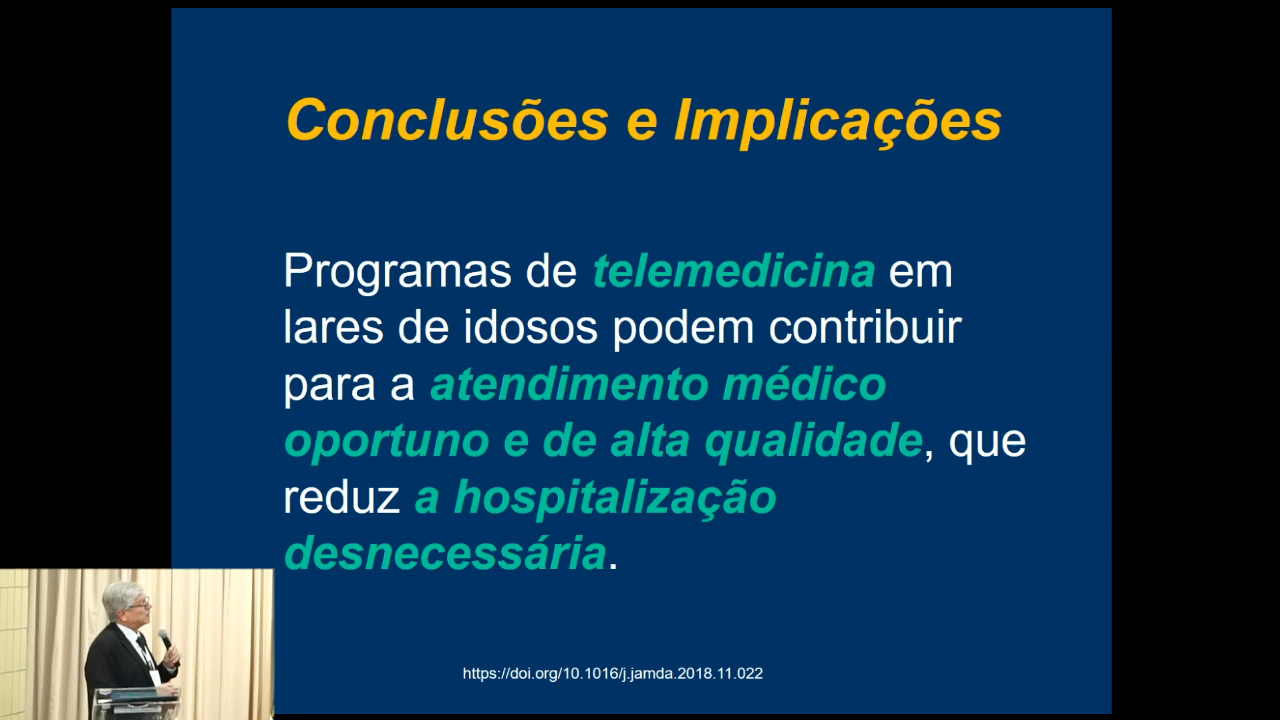 Conclusões e Implicações
Programas de telemedicina em
lares de idosos podem contribuir
para a atendimento médico
oportuno e de alta qualidade, que
reduz a hospitalização
desnecessária.
https://doi.org/10.1016/j.jamda.2018.11.022